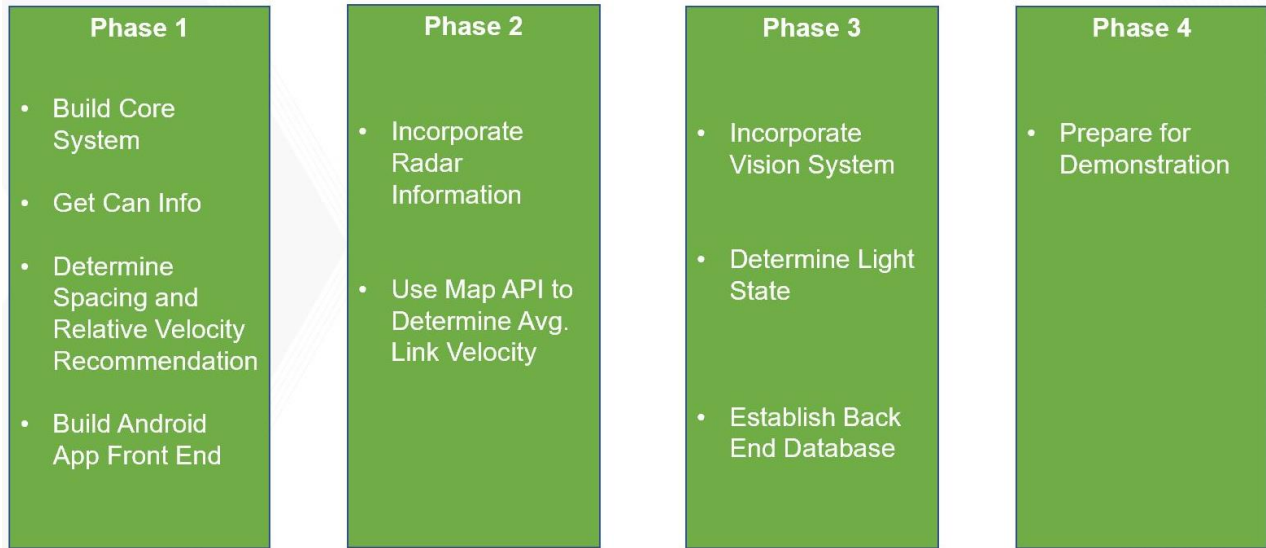 Phase 1
• Build Core
System
• Get Can Info
• Determine
Spacing and
Relative Velocity
Recommendation
• Build Android
App Front End
Phase 2
• Incorporate
Radar
Information
• Use Map API to
Determine Avg.
Link Velocity
Phase 3
• Incorporate
Vision System
• Determine Light
State
• Establish Back
End Database
Phase 4
• Prepare for
Demonstration